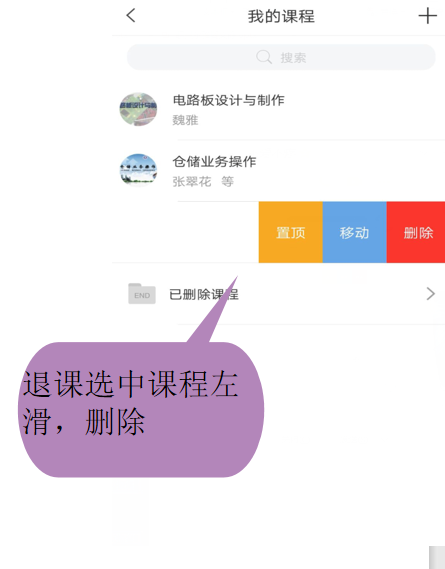 我的课程
搜索
电路板设计与制作
魏雅
仓储业务操作
张翠花 等
置顶 移动 删除
END 已删除课程
退课选中课程左
滑，删除